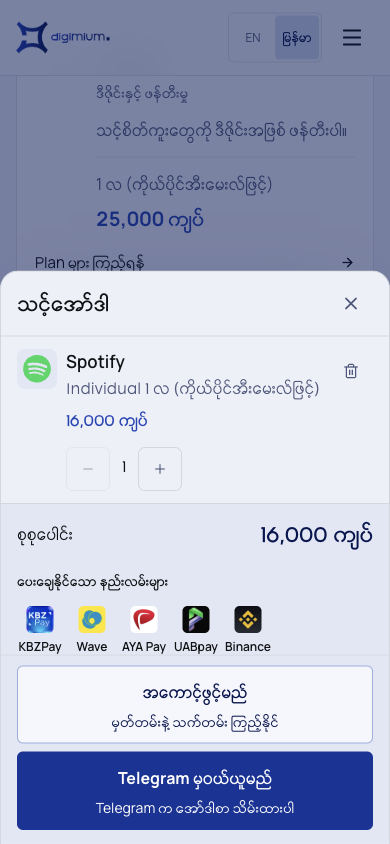 digimium.
EN
မြန်မာ
ဒီဇိုင်းနှင့် ဖန်တီးမှု
သင့်စိတ်ကူးတွေကို ဒီဇိုင်းအဖြစ် ဖန်တီးပါ။
1 လ (ကိုယ်ပိုင်အီးမေးလ်ဖြင့်)
25,000 ကျပ်
Plan များ ကြည့်ရန်
သင့်အော်ဒါ
Spotify
Individual 1 လ (ကိုယ်ပိုင်အီးမေးလ်ဖြင့်)
16,000 ကျပ်
1
စုစုပေါင်း
16,000 ကျပ်
ပေးချေနိုင်သော နည်းလမ်းများ
KBZ Pay
KBZPay
Wave
AYA Pay
UABpay
Binance
အကောင့်ဖွင့်မည်
မှတ်တမ်းနဲ့ သက်တမ်း ကြည့်နိုင်
Telegram မှဝယ်ယူမည်
Telegram က အော်ဒါစာ သိမ်းထားပါ